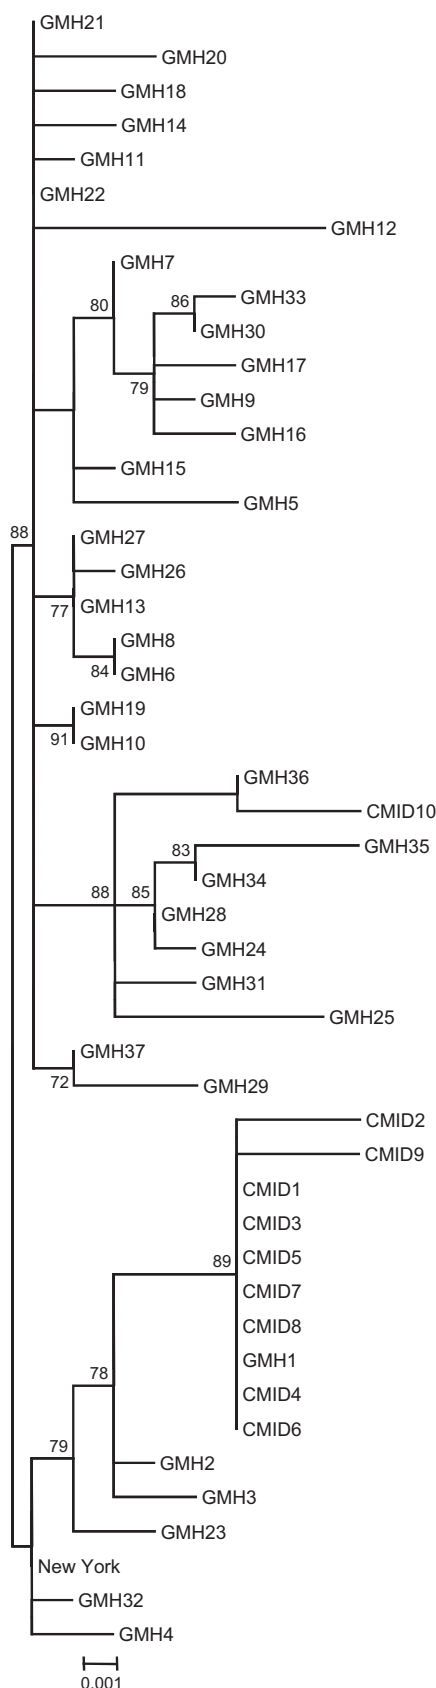 GMH21
GMH20
GMH18
GMH14
GMH11
GMH22
GMH12
GMH7
86 GMH33
80
GMH30
GMH17
79
GMH9
GMH16
GMH15
GMH5
88
GMH27
GMH26
77 GMH13
GMH8
84 GMH6
GMH19
91 GMH10
GMH36
CMID10
83 GMH35
GMH34
88 85
GMH28
GMH24
GMH31
GMH25
GMH37
72 GMH29
CMID2
CMID9
CMID1
CMID3
89 CMID5
CMID7
CMID8
GMH1
78
CMID4
CMID6
79
GMH2
GMH3
GMH23
New York
GMH32
GMH4
0.001